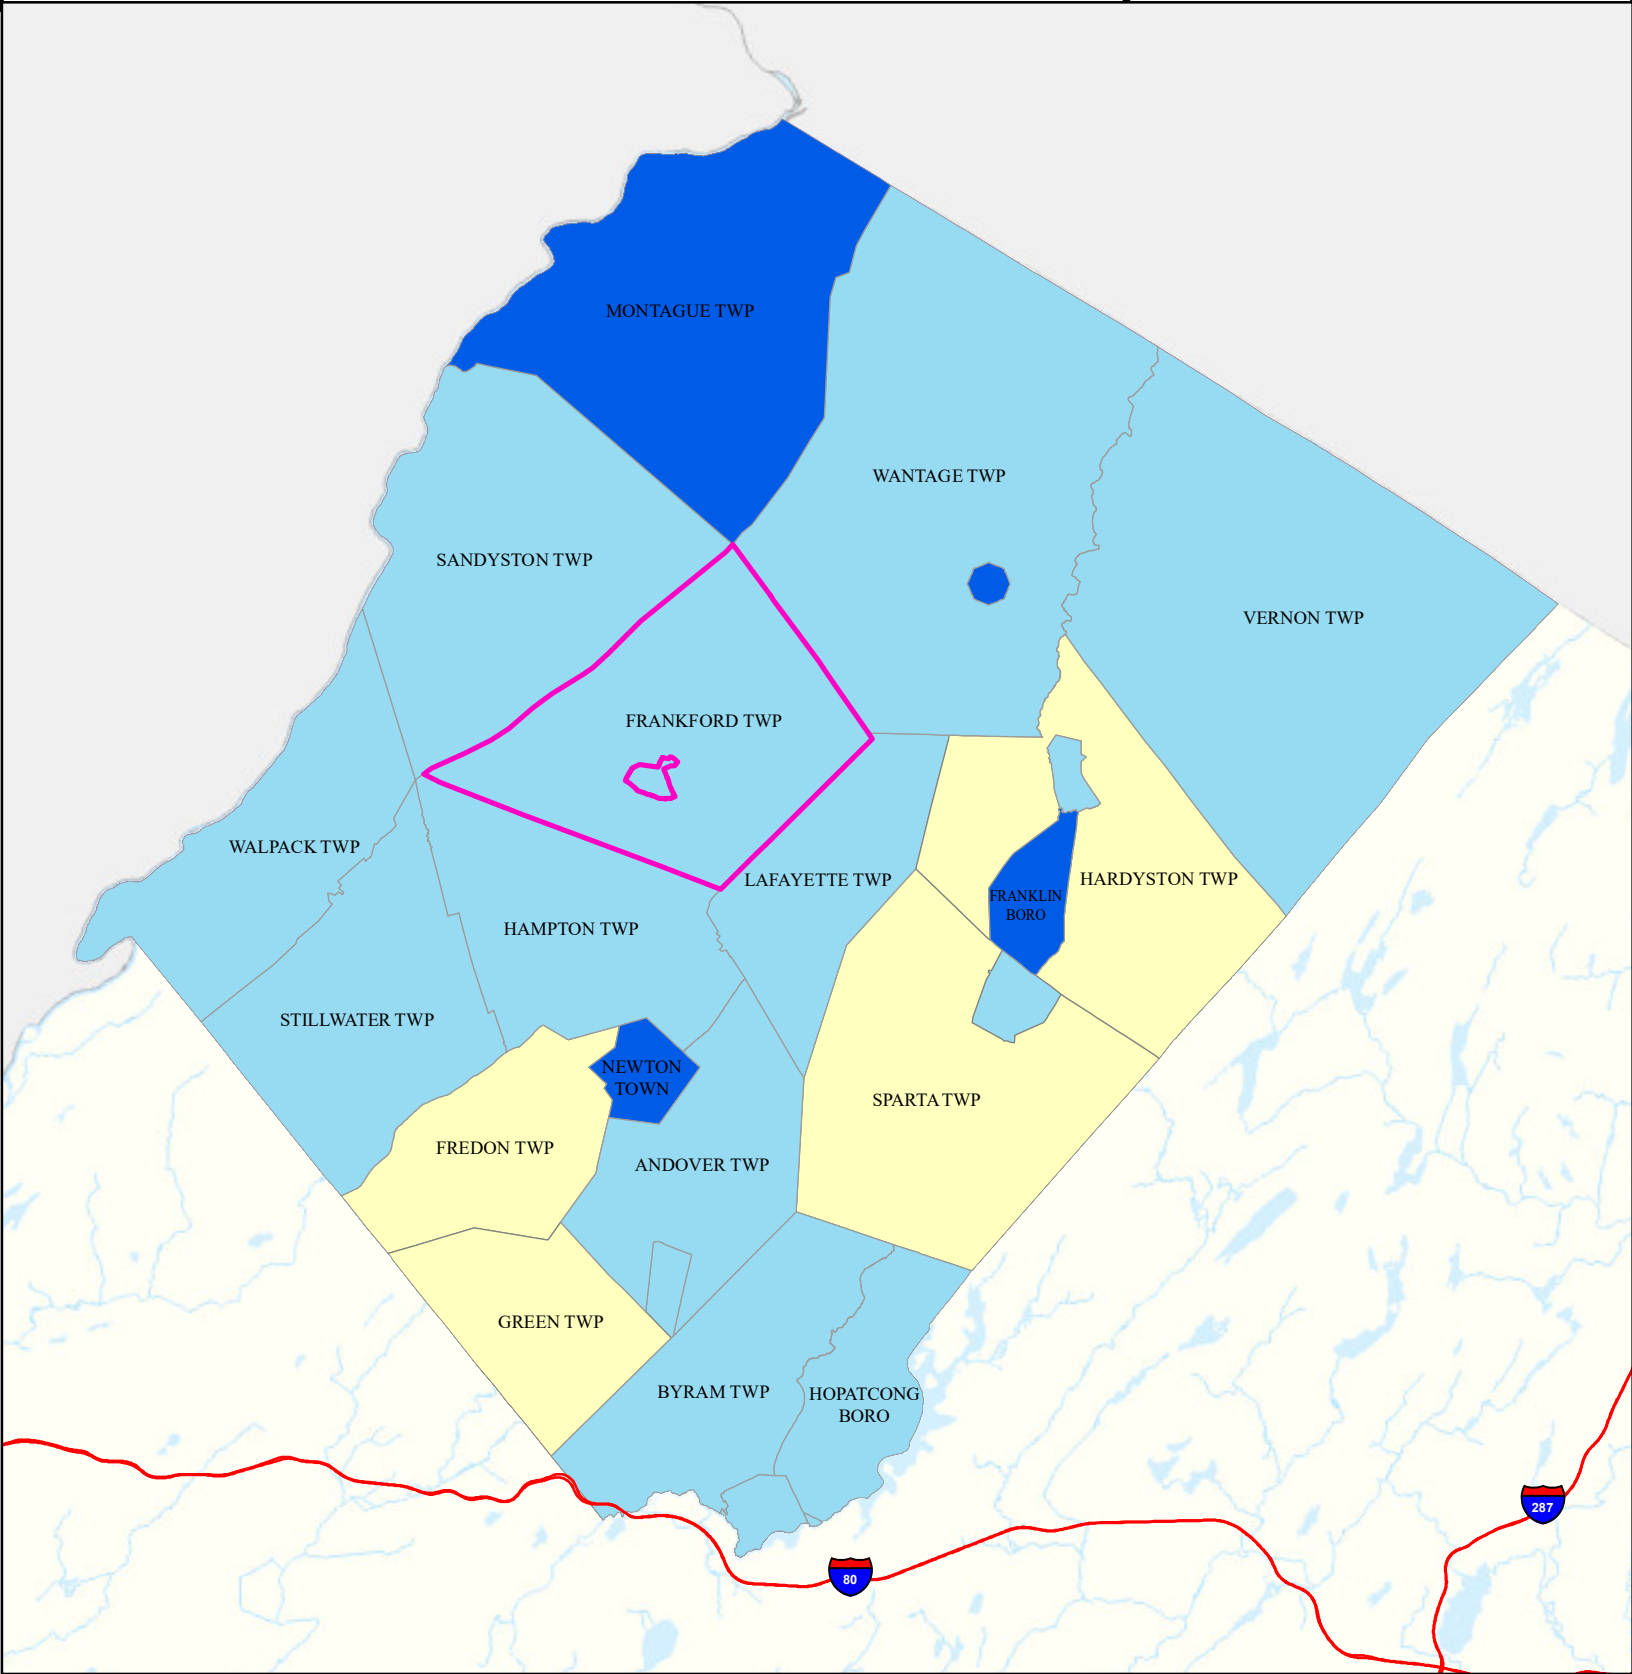 MONTAGUE TWP
WANTAGE TWP
SANDYSTON TWP
VERNON TWP
FRANKFORD TWP
WALPACK TWP
LAFAYETTE TWP
HARDYSTON TWP
FRANKLIN
BORO
HAMPTON TWP
STILLWATER TWP
NEWTON
TOWN
SPARTA TWP
FREDON TWP
ANDOVER TWP
GREEN TWP
BYRAM TWP
HOPATCONG
BORO
287
80